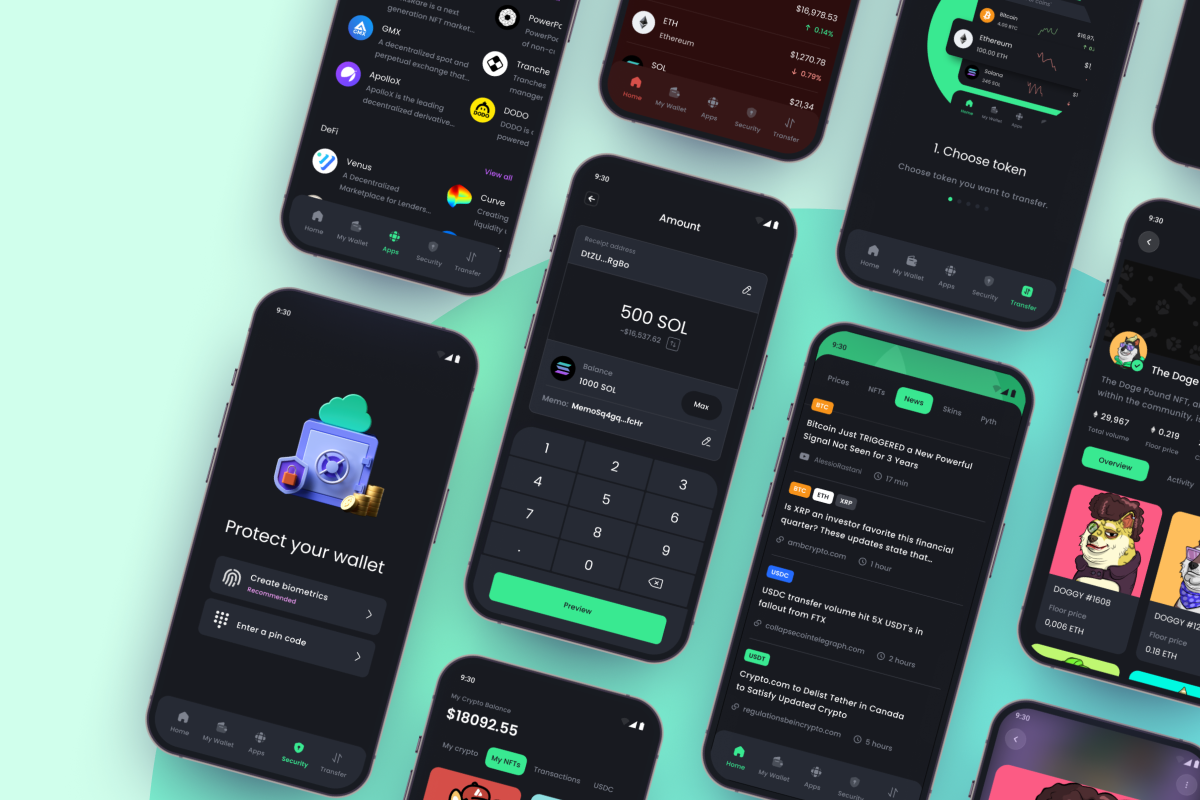 generation NFT market...
GMX
A decentralized spot and
perpetual exchange that...
ApolloX
ApolloX is the leading
decentralized derivative...
PowerPo
PowerPor
of non-cu
Tranche
Tranches
manager
DODO
DODO is
powered
DeFi
View all
Venus
A Decentralized
Marketplace for Lenders...
Curve
Creating
liquidity
Home
My Wallet
Apps
Security
Transfer
$16,978.53
0.14%
ETH
Ethereum
$1,270.78
0.79%
SOL
$21,34
Home
My Wallet
Apps
Security
Transfer
Bitcoin
4.00 BTC
Ethereum
100.00 ETH
Solana
245 SOL
Home
My Wallet
Apps
1. Choose token
Choose token you want to transfer.
Home
My Wallet
Apps
Security
Transfer
9:30
Protect your wallet
Create biometrics
Recommended
Enter a pin code
Home
My Wallet
Apps
Security
Transfer
9:30
Amount
Receipt address
DtZU...RgBo
500 SOL
~$16,537.62
Balance
1000 SOL
Max
Memo: MemoSq4gq...fcHr
1
2
3
4
5
6
7
8
9
.
0
Preview
9:30
My Crypto Balance
$18092.55
My crypto
My NFTs
Transactions
USDC
9:30
Prices
NFTs
News
Skins
Pyth
BTC
Bitcoin Just TRIGGERED a New Powerful
Signal Not Seen for 3 Years
AlessioRastani
17 min
BTC
ETH
XRP
Is XRP an investor favorite this financial
quarter? These updates state that...
ambcrypto.com
1 hour
USDC
USDC transfer volume hit 5X USDT's in
fallout from FTX
collapsecointelegraph.com
2 hours
USDT
Crypto.com to Delist Tether in Canada
to Satisfy Updated Crypto
regulationsbeincrypto.com
5 hours
Home
My Wallet
Apps
Security
9:30
The Doge
The Doge Pound NFT, a
within the community, is
29,967
Total volume
0.219
Floor price
Overview
Activity
DOGGY #1608
Floor price
0,006 ETH
DOGGY #12
Floor price
0.18 ETH
9:30